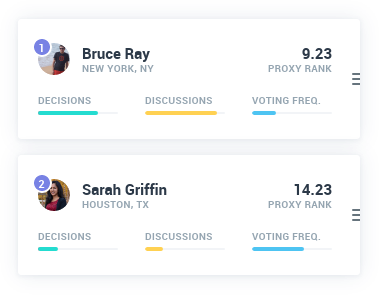 1
Bruce Ray 9.23
NEW YORK, NY PROXY RANK
DECISIONS DISCUSSIONS VOTING FREQ.
2
Sarah Griffin 14.23
HOUSTON, TX PROXY RANK
DECISIONS DISCUSSIONS VOTING FREQ.